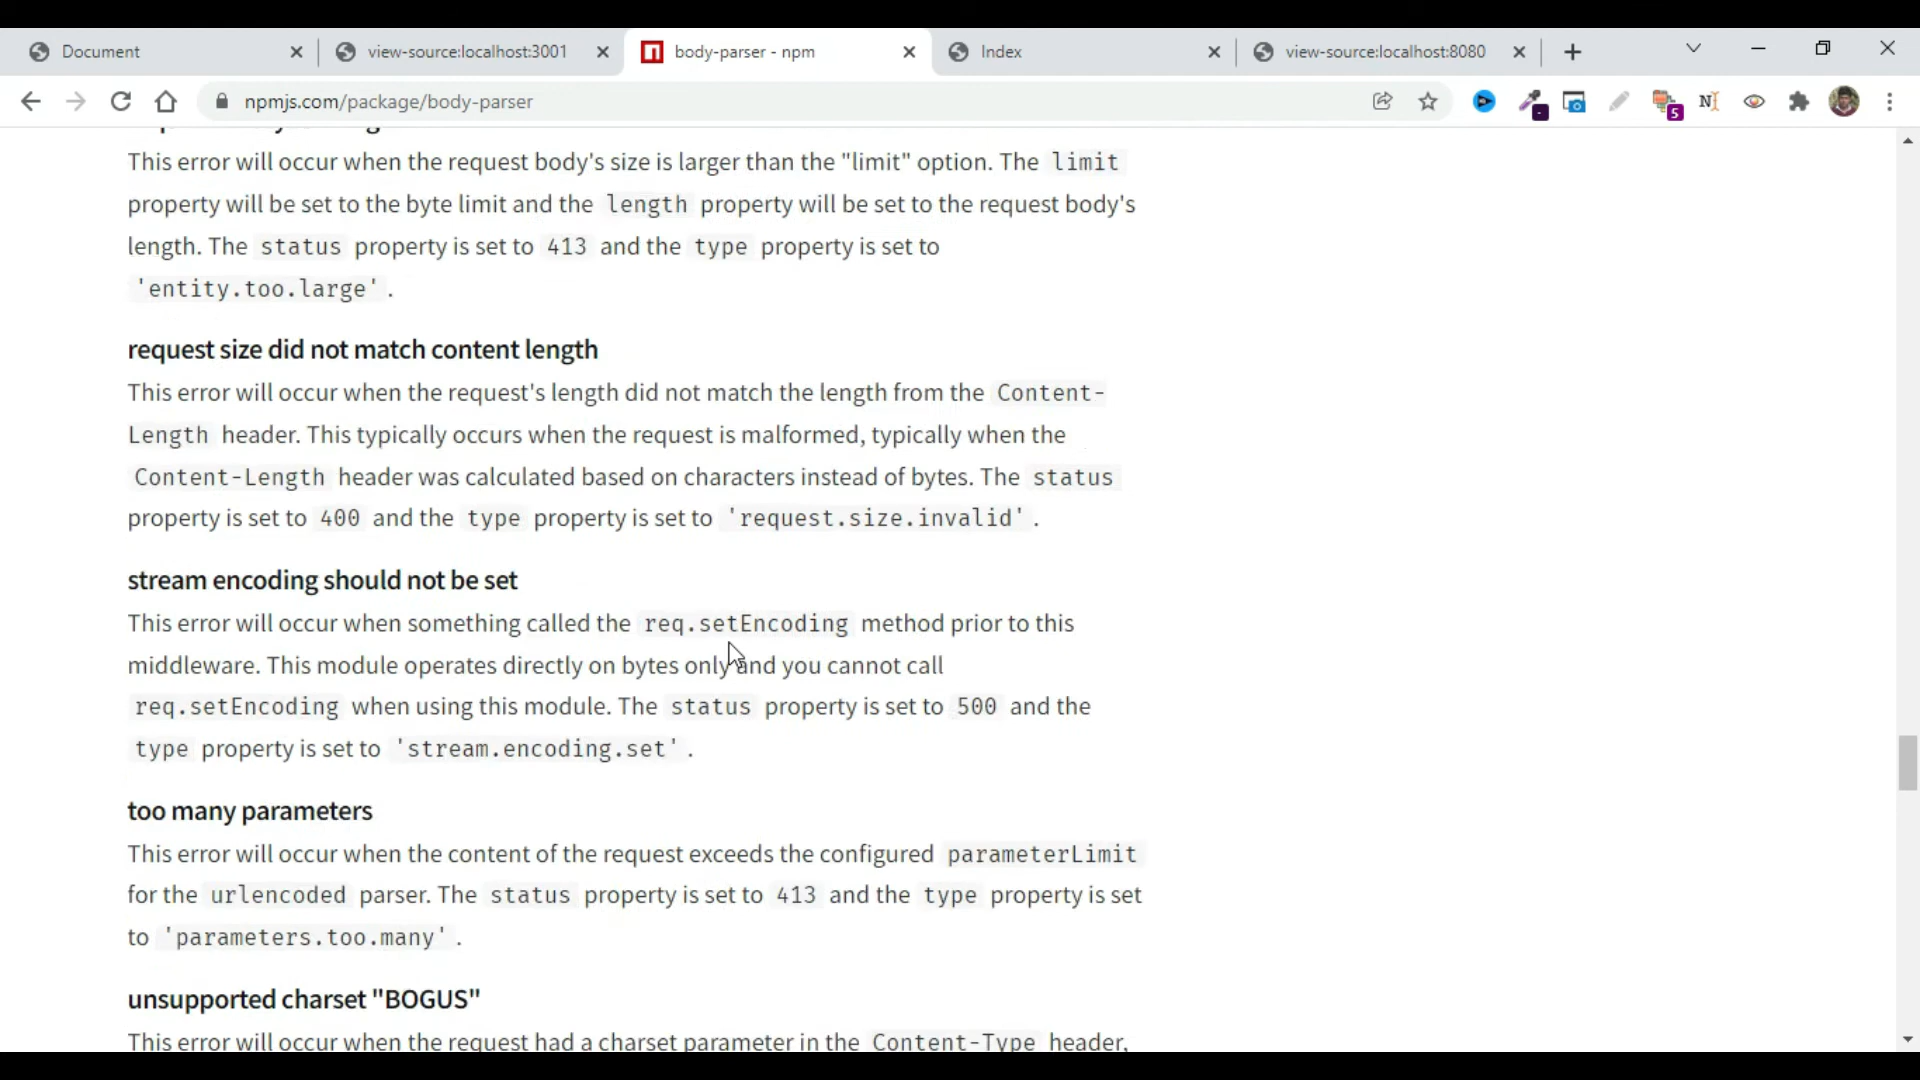 Document
view-source:localhost:3001
body-parser - npm
Index
view-source:localhost:8080
npmjs.com/package/body-parser
5
This error will occur when the request body's size is larger than the "limit" option. The limit
property will be set to the byte limit and the length property will be set to the request body's
length. The status property is set to 413 and the type property is set to
'entity.too.large'.
request size did not match content length
This error will occur when the request's length did not match the length from the Content-
Length header. This typically occurs when the request is malformed, typically when the
Content-Length header was calculated based on characters instead of bytes. The status
property is set to 400 and the type property is set to 'request.size.invalid'.
stream encoding should not be set
This error will occur when something called the req.setEncoding method prior to this
middleware. This module operates directly on bytes only and you cannot call
req.setEncoding when using this module. The status property is set to 500 and the
type property is set to 'stream.encoding.set'.
too many parameters
This error will occur when the content of the request exceeds the configured parameterLimit
for the urlencoded parser. The status property is set to 413 and the type property is set
to 'parameters.too.many'.
unsupported charset "BOGUS"
This error will occur when the request had a charset parameter in the Content-Type header,